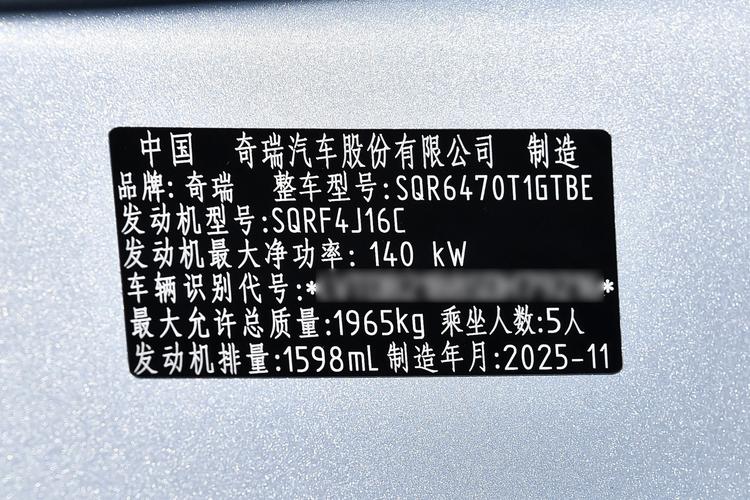 中国 奇瑞汽车股份有限公司 制造
品牌:奇瑞 整车型号:SQR6470T1GTBE
发动机型号:SQRF4J16C
发动机最大净功率:140 kW
车辆识别代号:* *
最大允许总质量:1965kg 乘坐人数:5人
发动机排量:1598mL 制造年月:2025-11